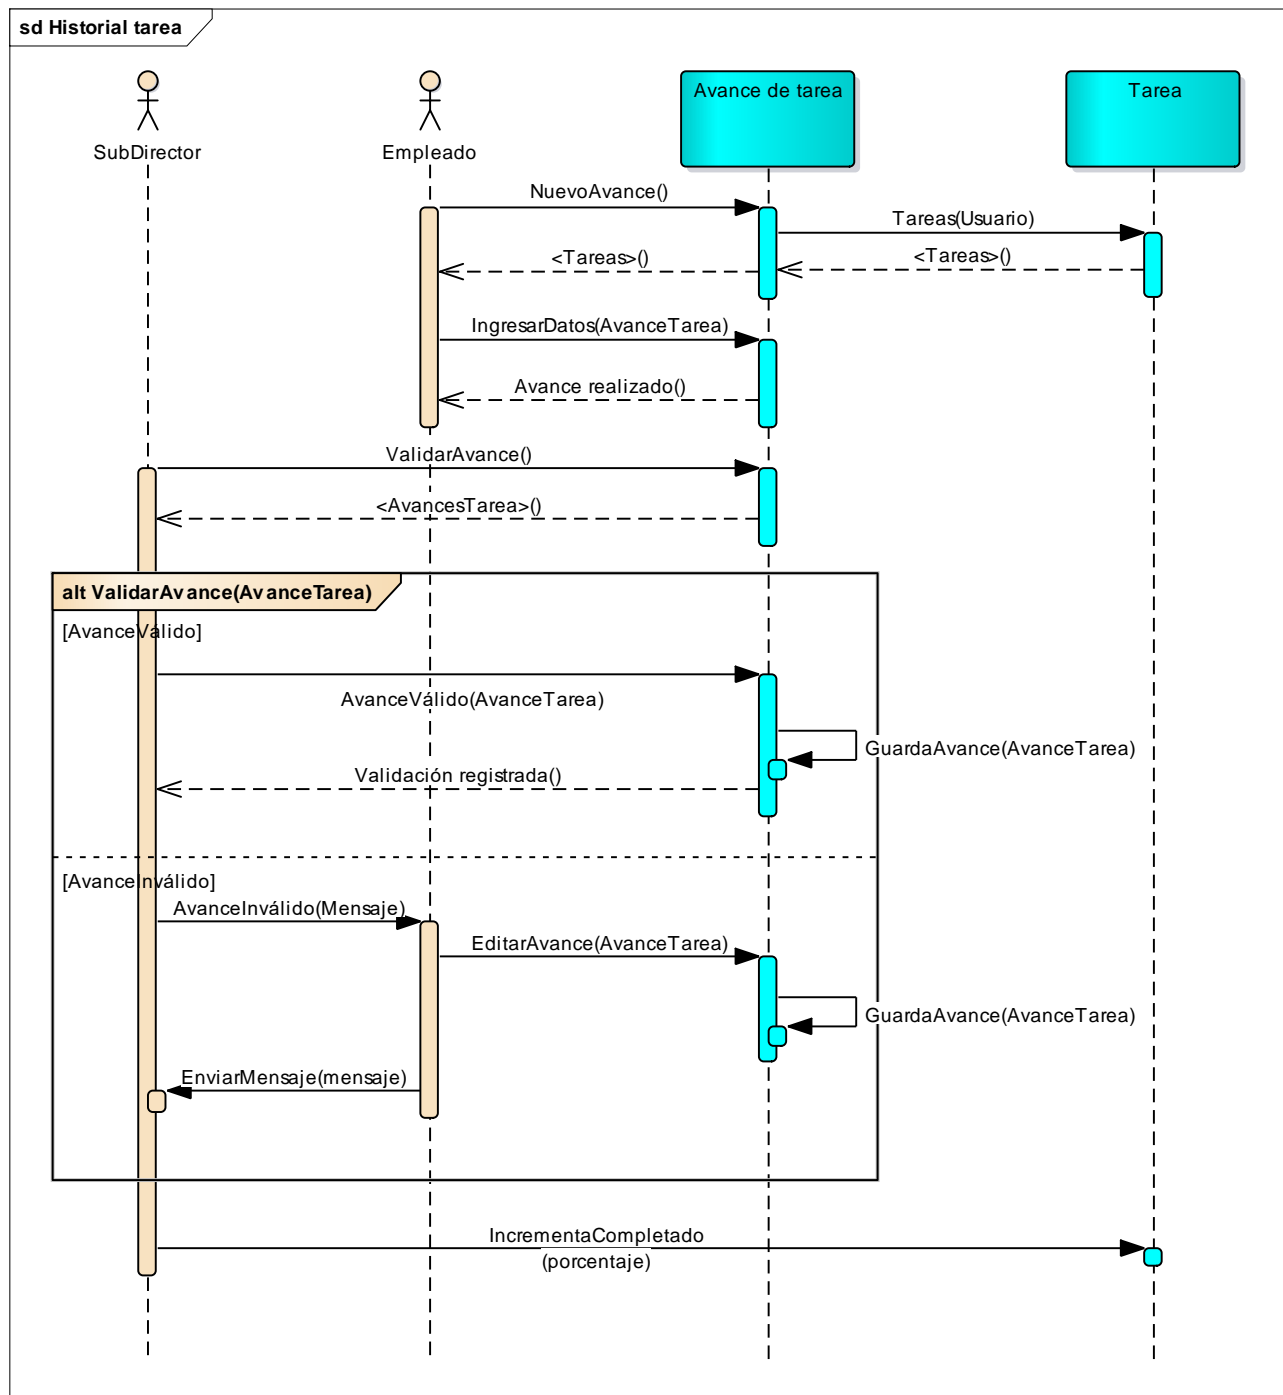 sd Historial tarea
SubDirector
Empleado
Avance de tarea
Tarea
NuevoAvance()
Tareas(Usuario)
<Tareas>()
<Tareas>()
IngresarDatos(AvanceTarea)
Avance realizado()
ValidarAvance()
<AvancesTarea>()
alt ValidarAvance(AvanceTarea)
[AvanceVálido]
AvanceVálido(AvanceTarea)
GuardaAvance(AvanceTarea)
Validación registrada()
[AvanceInválido]
AvanceInválido(Mensaje)
EditarAvance(AvanceTarea)
GuardaAvance(AvanceTarea)
EnviarMensaje(mensaje)
IncrementaCompletado
(porcentaje)